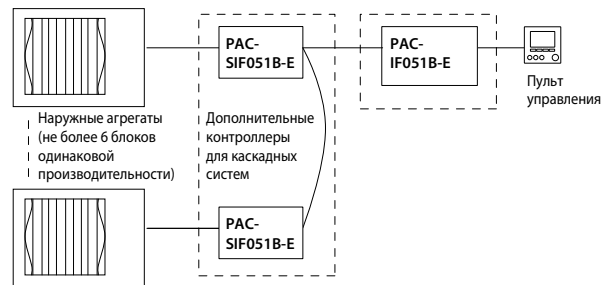 PAC-
SIF051B-E
PAC-
IF051B-E
Пульт
управления
Наружные агрегаты
(не более 6 блоков
одинаковой
производительности)
Дополнительные
контроллеры
для каскадных
систем
PAC-
SIF051B-E